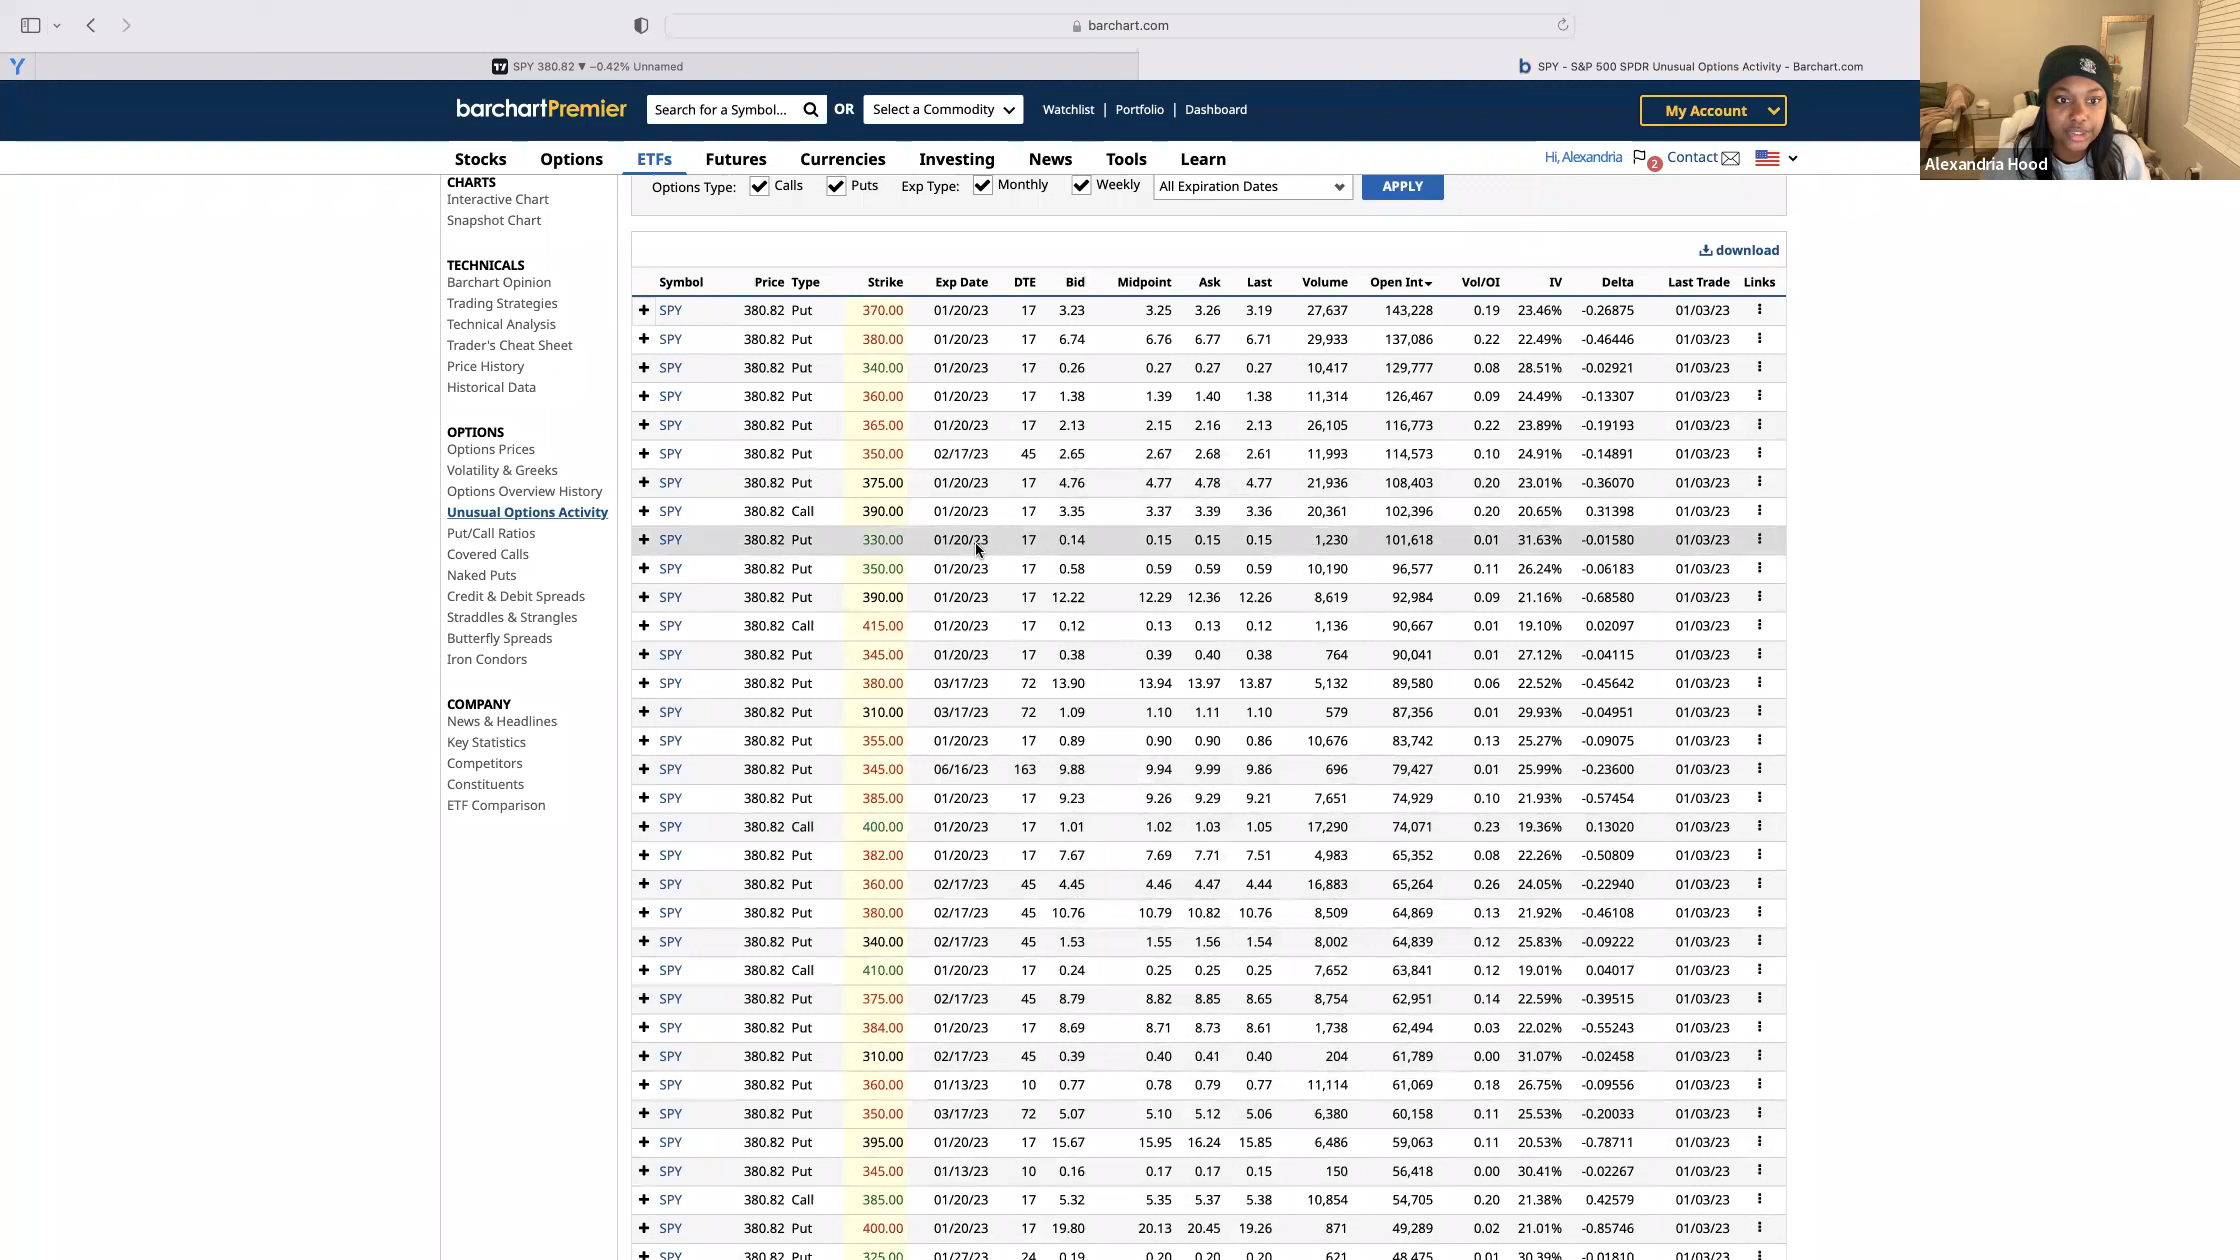 barchart.com
SPY 380.82 ▼ −0.42% Unnamed
SPY - S&P 500 SPDR Unusual Options Activity - Barchart.com
barchartPremier Search for a Symbol... OR Select a Commodity Watchlist | Portfolio | Dashboard My Account
Stocks Options ETFs Futures Currencies Investing News Tools Learn Hi, Alexandria 2 Contact
Alexandria Hood
CHARTS
Interactive Chart
Snapshot Chart
TECHNICALS
Barchart Opinion
Trading Strategies
Technical Analysis
Trader's Cheat Sheet
Price History
Historical Data
OPTIONS
Options Prices
Volatility & Greeks
Options Overview History
Unusual Options Activity
Put/Call Ratios
Covered Calls
Naked Puts
Credit & Debit Spreads
Straddles & Strangles
Butterfly Spreads
Iron Condors
COMPANY
News & Headlines
Key Statistics
Competitors
Constituents
ETF Comparison
Options Type: Calls Puts Exp Type: Monthly Weekly All Expiration Dates APPLY
download
Symbol Price Type Strike Exp Date DTE Bid Midpoint Ask Last Volume Open Int Vol/OI IV Delta Last Trade Links
SPY 380.82 Put 370.00 01/20/23 17 3.23 3.25 3.26 3.19 27,637 143,228 0.19 23.46% -0.26875 01/03/23
SPY 380.82 Put 380.00 01/20/23 17 6.74 6.76 6.77 6.71 29,933 137,086 0.22 22.49% -0.46446 01/03/23
SPY 380.82 Put 340.00 01/20/23 17 0.26 0.27 0.27 0.27 10,417 129,777 0.08 28.51% -0.02921 01/03/23
SPY 380.82 Put 360.00 01/20/23 17 1.38 1.39 1.40 1.38 11,314 126,467 0.09 24.49% -0.13307 01/03/23
SPY 380.82 Put 365.00 01/20/23 17 2.13 2.15 2.16 2.13 26,105 116,773 0.22 23.89% -0.19193 01/03/23
SPY 380.82 Put 350.00 02/17/23 45 2.65 2.67 2.68 2.61 11,993 114,573 0.10 24.91% -0.14891 01/03/23
SPY 380.82 Put 375.00 01/20/23 17 4.76 4.77 4.78 4.77 21,936 108,403 0.20 23.01% -0.36070 01/03/23
SPY 380.82 Call 390.00 01/20/23 17 3.35 3.37 3.39 3.36 20,361 102,396 0.20 20.65% 0.31398 01/03/23
SPY 380.82 Put 330.00 01/20/23 17 0.14 0.15 0.15 0.15 1,230 101,618 0.01 31.63% -0.01580 01/03/23
SPY 380.82 Put 350.00 01/20/23 17 0.58 0.59 0.59 0.59 10,190 96,577 0.11 26.24% -0.06183 01/03/23
SPY 380.82 Put 390.00 01/20/23 17 12.22 12.29 12.36 12.26 8,619 92,984 0.09 21.16% -0.68580 01/03/23
SPY 380.82 Call 415.00 01/20/23 17 0.12 0.13 0.13 0.12 1,136 90,667 0.01 19.10% 0.02097 01/03/23
SPY 380.82 Put 345.00 01/20/23 17 0.38 0.39 0.40 0.38 764 90,041 0.01 27.12% -0.04115 01/03/23
SPY 380.82 Put 380.00 03/17/23 72 13.90 13.94 13.97 13.87 5,132 89,580 0.06 22.52% -0.45642 01/03/23
SPY 380.82 Put 310.00 03/17/23 72 1.09 1.10 1.11 1.10 579 87,356 0.01 29.93% -0.04951 01/03/23
SPY 380.82 Put 355.00 01/20/23 17 0.89 0.90 0.90 0.86 10,676 83,742 0.13 25.27% -0.09075 01/03/23
SPY 380.82 Put 345.00 06/16/23 163 9.88 9.94 9.99 9.86 696 79,427 0.01 25.99% -0.23600 01/03/23
SPY 380.82 Put 385.00 01/20/23 17 9.23 9.26 9.29 9.21 7,651 74,929 0.10 21.93% -0.57454 01/03/23
SPY 380.82 Call 400.00 01/20/23 17 1.01 1.02 1.03 1.05 17,290 74,071 0.23 19.36% 0.13020 01/03/23
SPY 380.82 Put 382.00 01/20/23 17 7.67 7.69 7.71 7.51 4,983 65,352 0.08 22.26% -0.50809 01/03/23
SPY 380.82 Put 360.00 02/17/23 45 4.45 4.46 4.47 4.44 16,883 65,264 0.26 24.05% -0.22940 01/03/23
SPY 380.82 Put 380.00 02/17/23 45 10.76 10.79 10.82 10.76 8,509 64,869 0.13 21.92% -0.46108 01/03/23
SPY 380.82 Put 340.00 02/17/23 45 1.53 1.55 1.56 1.54 8,002 64,839 0.12 25.83% -0.09222 01/03/23
SPY 380.82 Call 410.00 01/20/23 17 0.24 0.25 0.25 0.25 7,652 63,841 0.12 19.01% 0.04017 01/03/23
SPY 380.82 Put 375.00 02/17/23 45 8.79 8.82 8.85 8.65 8,754 62,951 0.14 22.59% -0.39515 01/03/23
SPY 380.82 Put 384.00 01/20/23 17 8.69 8.71 8.73 8.61 1,738 62,494 0.03 22.02% -0.55243 01/03/23
SPY 380.82 Put 310.00 02/17/23 45 0.39 0.40 0.41 0.40 204 61,789 0.00 31.07% -0.02458 01/03/23
SPY 380.82 Put 360.00 01/13/23 10 0.77 0.78 0.79 0.77 11,114 61,069 0.18 26.75% -0.09556 01/03/23
SPY 380.82 Put 350.00 03/17/23 72 5.07 5.10 5.12 5.06 6,380 60,158 0.11 25.53% -0.20033 01/03/23
SPY 380.82 Put 395.00 01/20/23 17 15.67 15.95 16.24 15.85 6,486 59,063 0.11 20.53% -0.78711 01/03/23
SPY 380.82 Put 345.00 01/13/23 10 0.16 0.17 0.17 0.15 150 56,418 0.00 30.41% -0.02267 01/03/23
SPY 380.82 Call 385.00 01/20/23 17 5.32 5.35 5.37 5.38 10,854 54,705 0.20 21.38% 0.42579 01/03/23
SPY 380.82 Put 400.00 01/20/23 17 19.80 20.13 20.45 19.26 871 49,289 0.02 21.01% -0.85746 01/03/23
SPY 380.82 Put 325.00 01/27/23 24 0.19 0.20 0.20 0.20 621 48,475 0.01 30.39% -0.01810 01/03/23